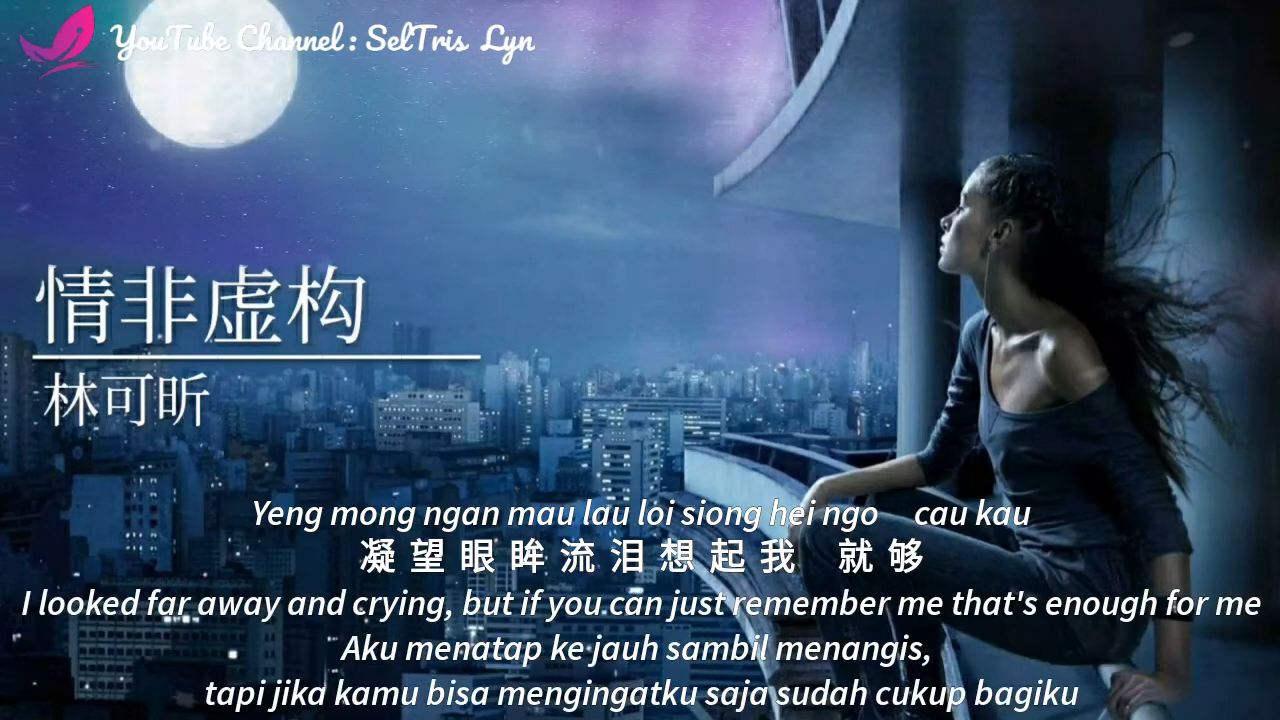 YouTube Channel : SelTris Lyn
情非虚构
林可昕
Yeng mong ngan mau lau loi siong hei ngo cau kau
凝望眼眸流泪想起我 就够
I looked far away and crying, but if you can just remember me that's enough for me
Aku menatap ke jauh sambil menangis,
tapi jika kamu bisa mengingatku saja sudah cukup bagiku